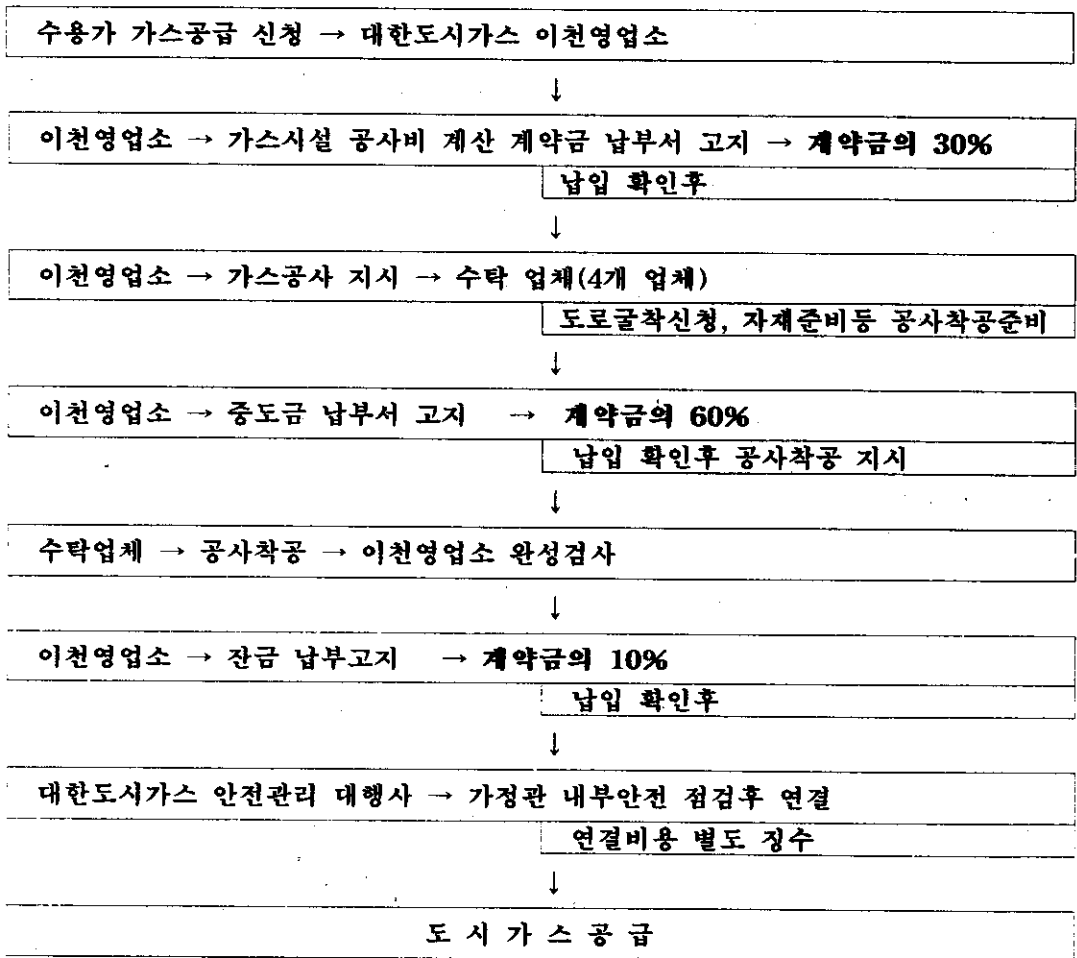 수용가 가스공급 신청 → 대한도시가스 이천영업소
↓
이천영업소 → 가스시설 공사비 계산 계약금 납부서 고지 → 계약금의 30%
납입 확인후
↓
이천영업소 → 가스공사 지시 → 수탁 업체(4개 업체)
도로굴착신청, 자재준비등 공사착공준비
↓
이천영업소 → 중도금 납부서 고지 → 계약금의 60%
납입 확인후 공사착공 지시
↓
수탁업체 → 공사착공 → 이천영업소 완성검사
↓
이천영업소 → 잔금 납부고지 → 계약금의 10%
납입 확인후
↓
대한도시가스 안전관리 대행사 → 가정관 내부안전 점검후 연결
연결비용 별도 징수
↓
도 시 가 스 공 급